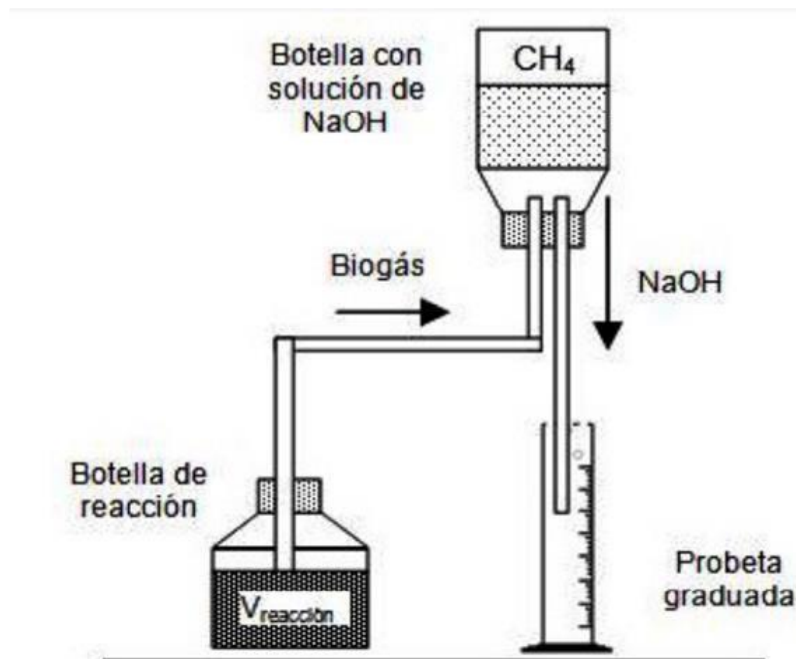 Botella con
solución de
NaOH
CH₄
Biogás
NaOH
Botella de
reacción
Vreacción
Probeta
graduada